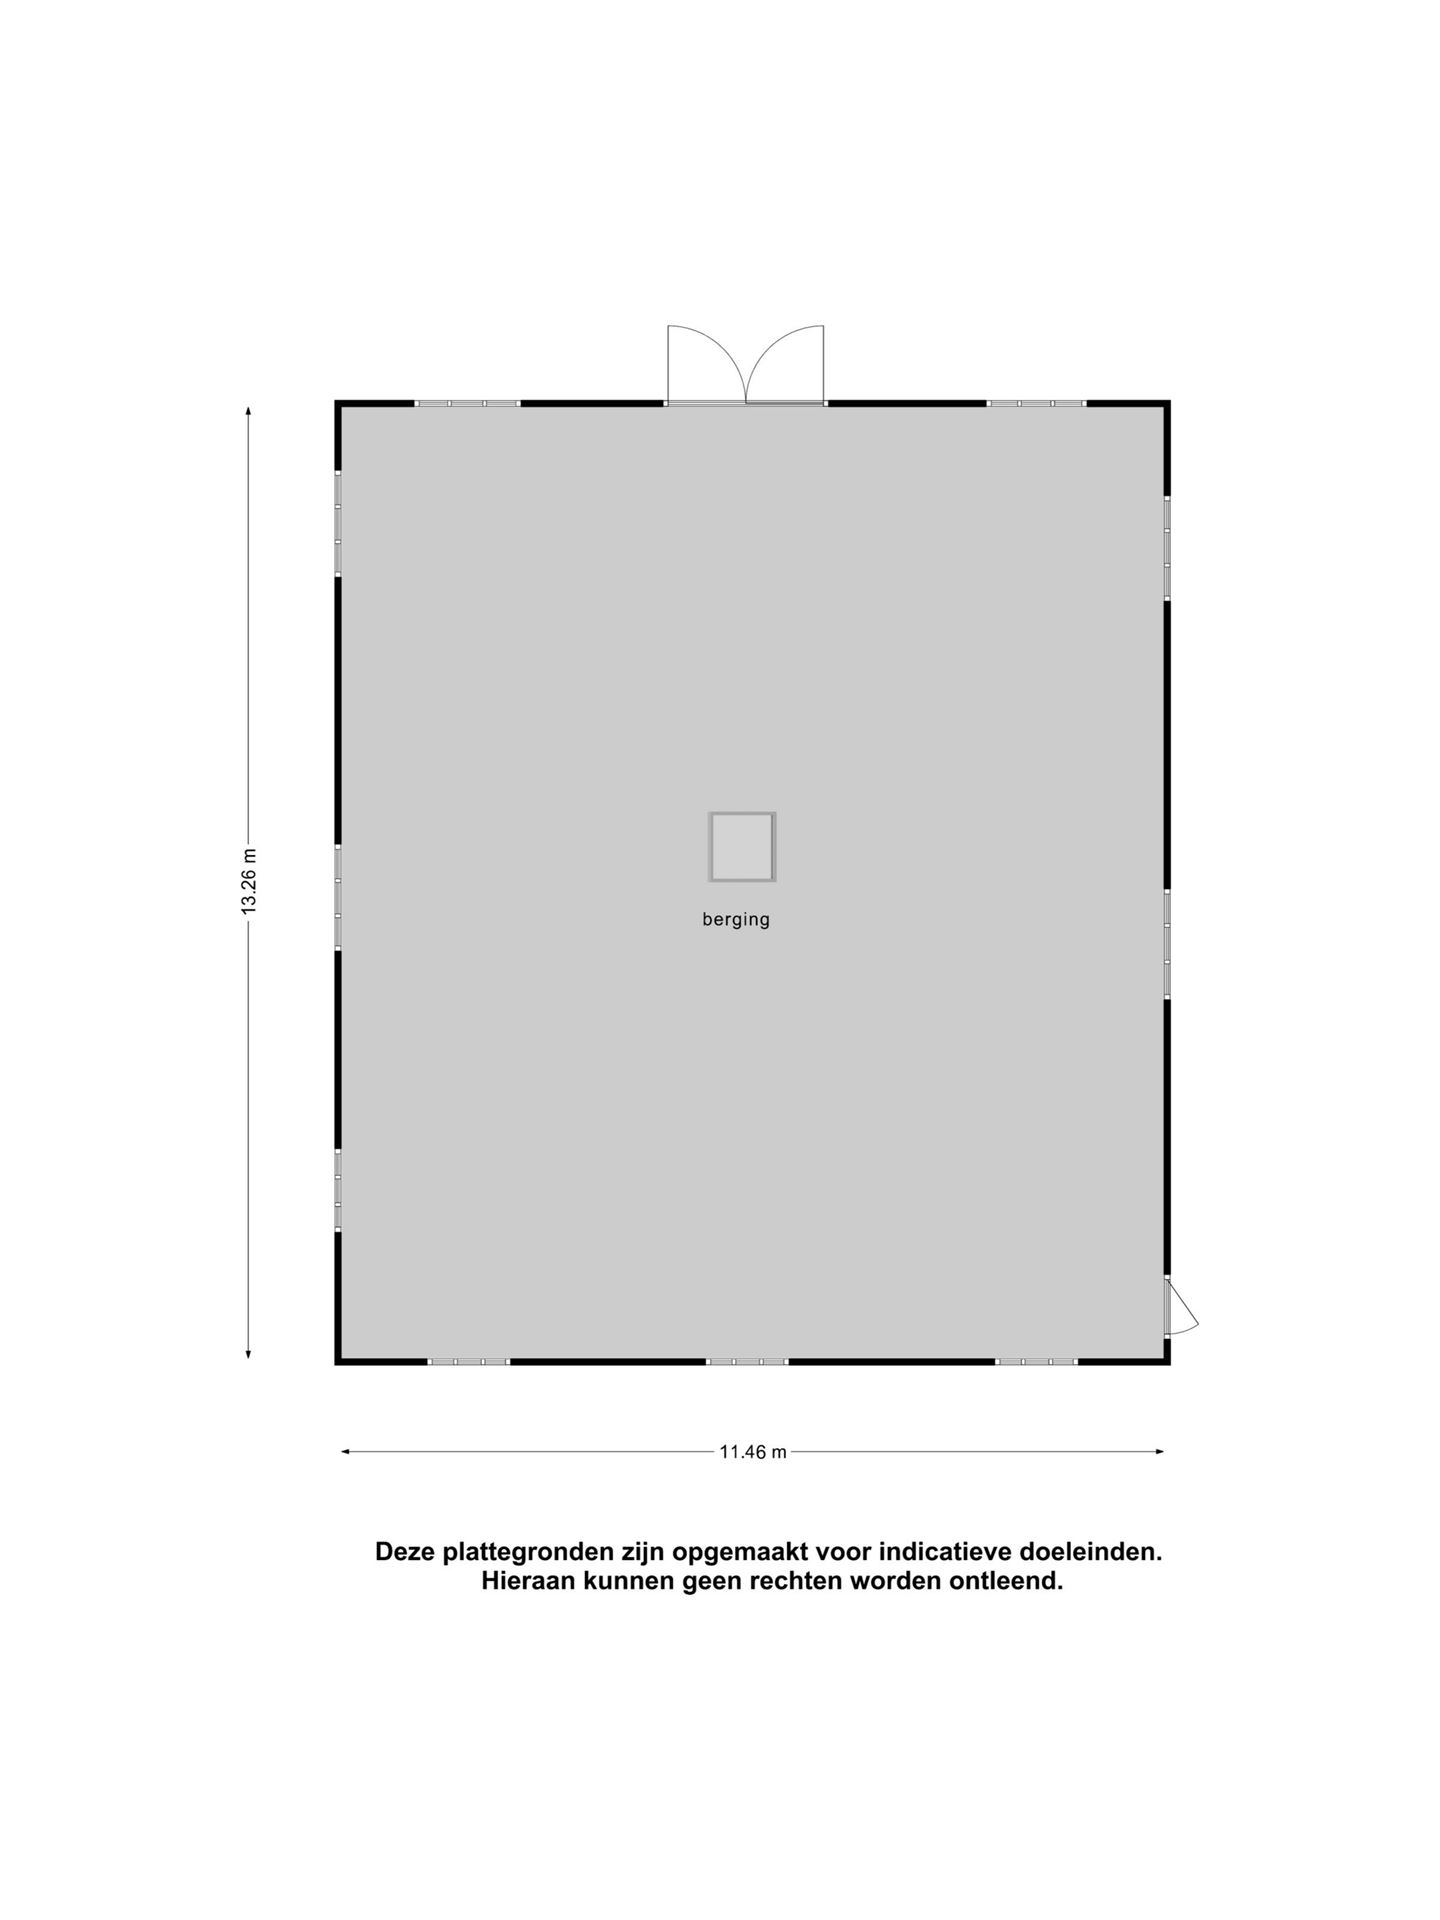 berging
13.26 m
11.46 m
Deze plattegronden zijn opgemaakt voor indicatieve doeleinden.
Hieraan kunnen geen rechten worden ontleend.